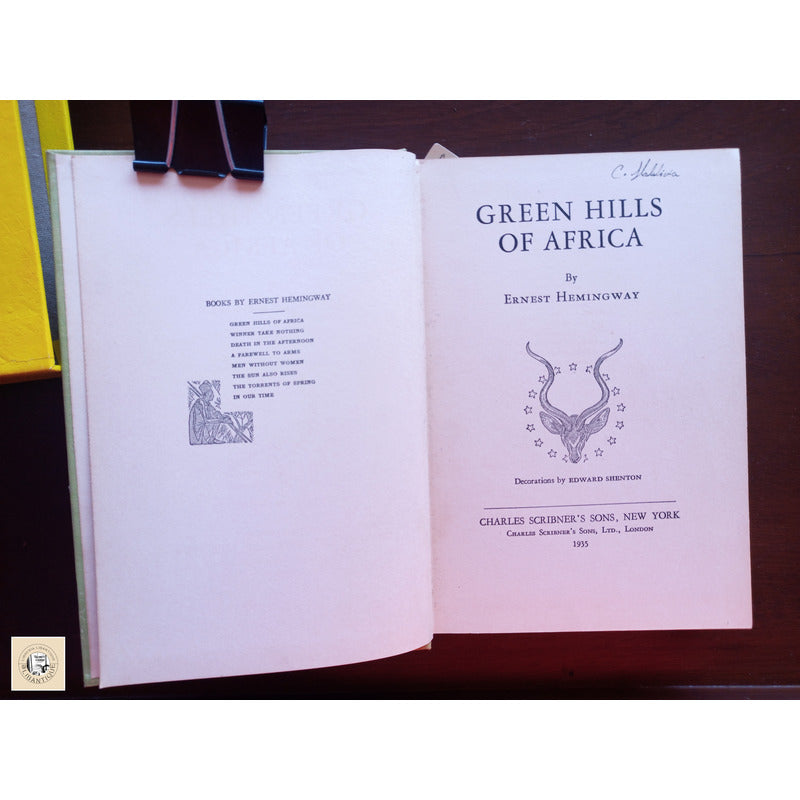 BOOKS BY ERNEST HEMINGWAY
GREEN HILLS OF AFRICA
WINNER TAKE NOTHING
DEATH IN THE AFTERNOON
A FAREWELL TO ARMS
MEN WITHOUT WOMEN
THE SUN ALSO RISES
THE TORRENTS OF SPRING
IN OUR TIME
C.
GREEN HILLS
OF AFRICA
By
ERNEST HEMINGWAY
Decorations by EDWARD SHENTON
CHARLES SCRIBNER'S SONS, NEW YORK
CHARLES SCRIBNER'S SONS, LTD., LONDON
1935